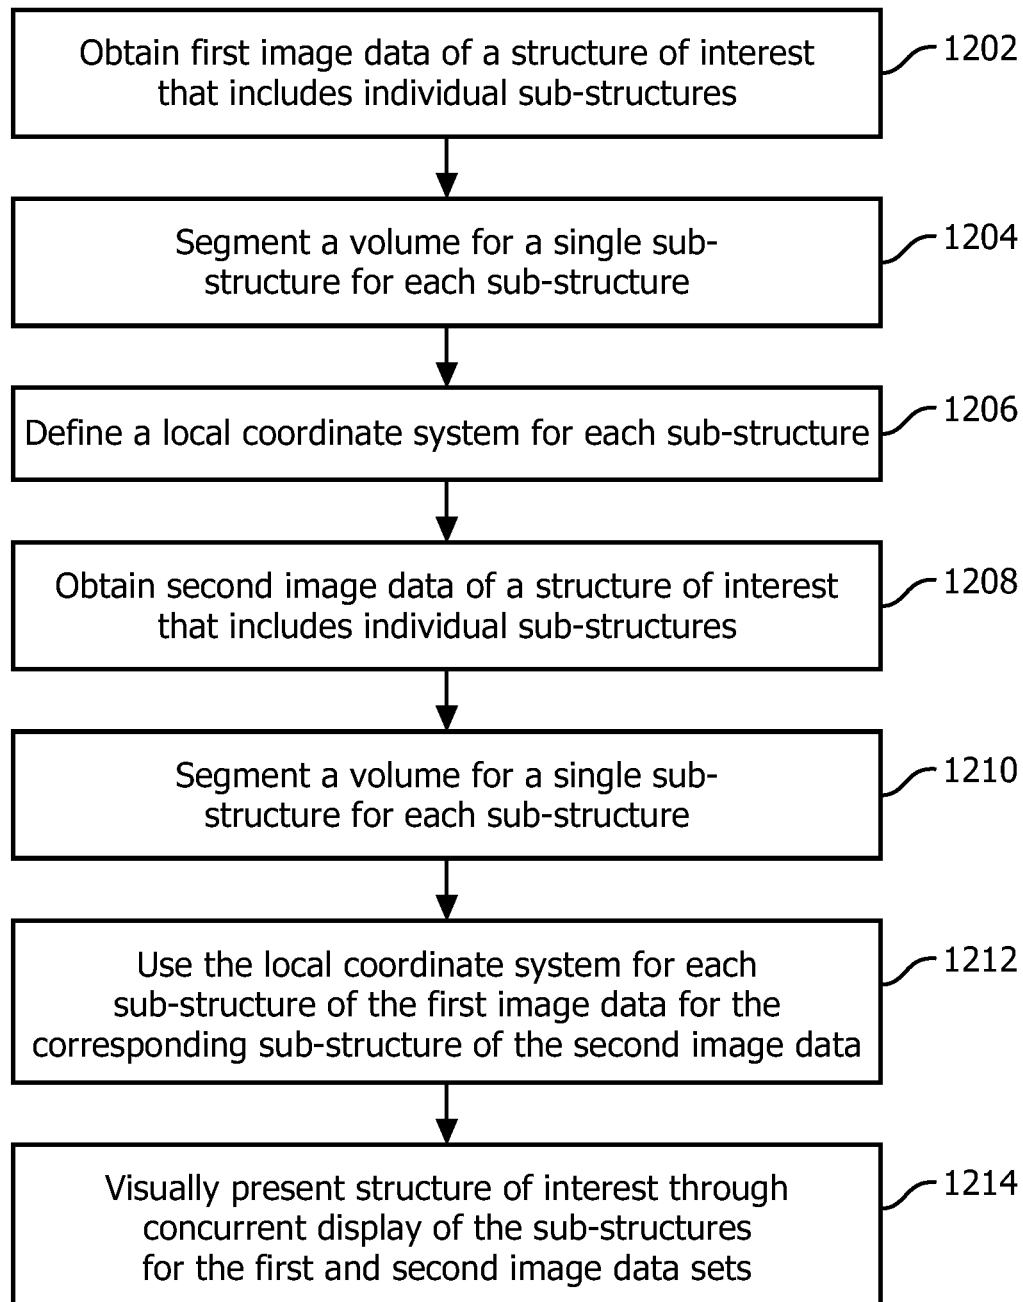 Obtain first image data of a structure of interest
that includes individual sub-structures
1202
Segment a volume for a single sub-
structure for each sub-structure
1204
Define a local coordinate system for each sub-structure
1206
Obtain second image data of a structure of interest
that includes individual sub-structures
1208
Segment a volume for a single sub-
structure for each sub-structure
1210
Use the local coordinate system for each
sub-structure of the first image data for the
corresponding sub-structure of the second image data
1212
Visually present structure of interest through
concurrent display of the sub-structures
for the first and second image data sets
1214